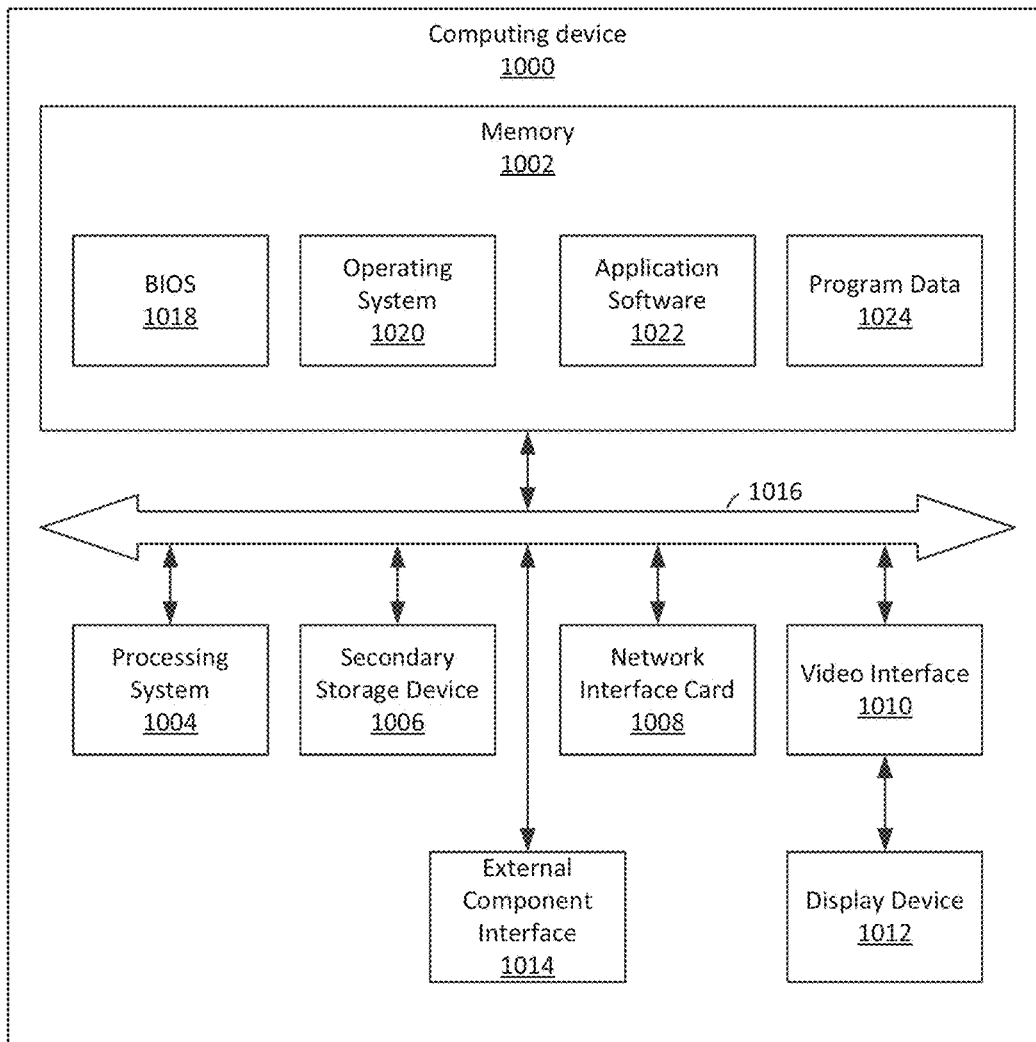 Computing device
1000
Memory
1002
BIOS
1018
Operating
System
1020
Application
Software
1022
Program Data
1024
1016
Processing
System
1004
Secondary
Storage Device
1006
Network
Interface Card
1008
Video Interface
1010
External
Component
Interface
1014
Display Device
1012